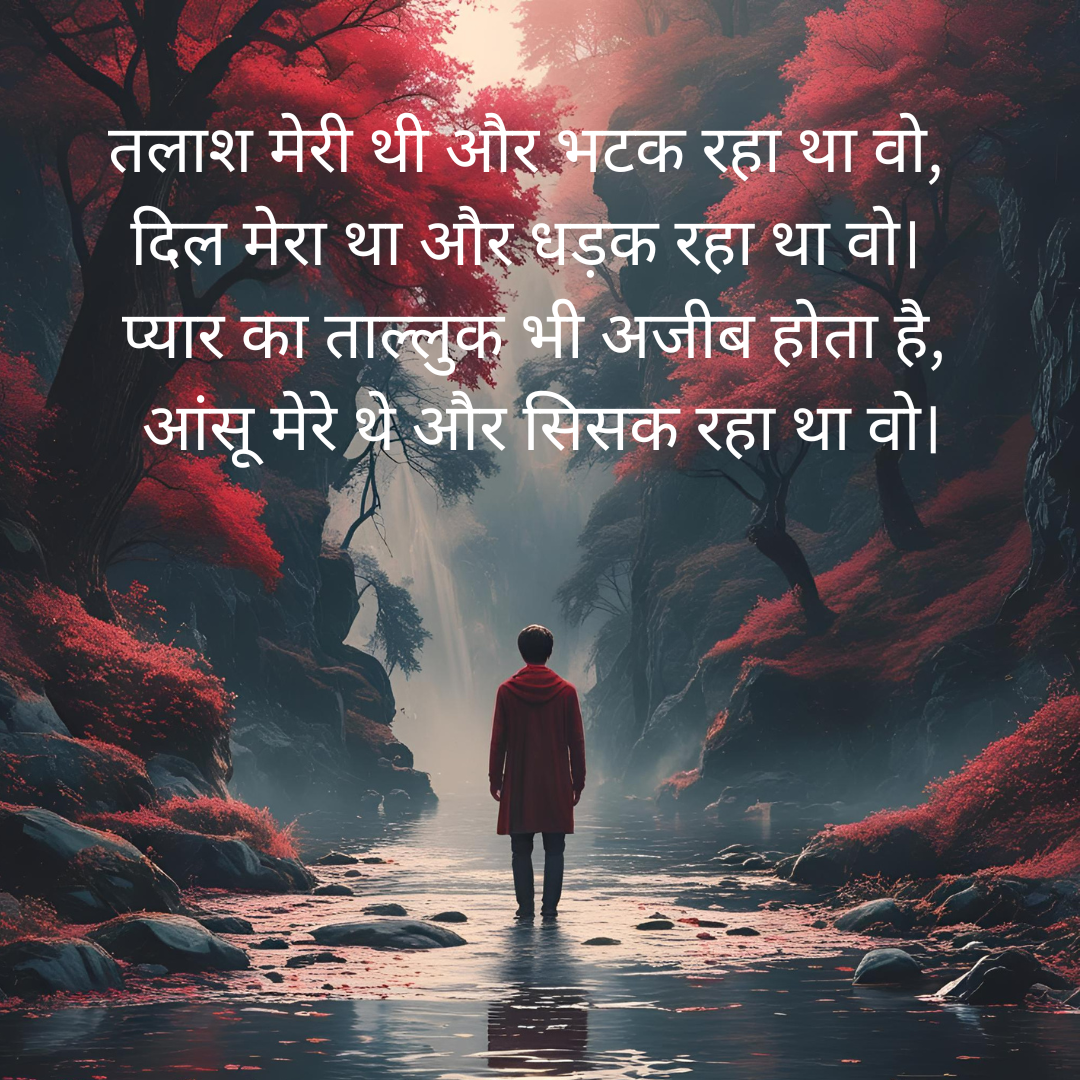 तलाश मेरी थी और भटक रहा था वो,
दिल मेरा था और धड़क रहा था वो।
प्यार का ताल्लुक भी अजीब होता है,
आंसू मेरे थे और सिसक रहा था वो।